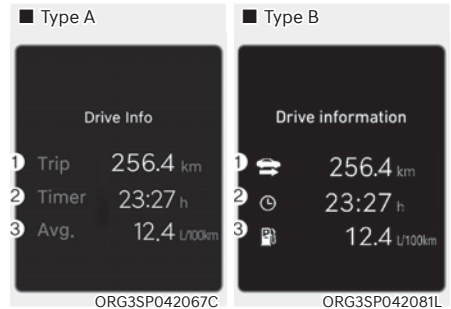 ■ Type A
Drive Info
1 Trip 256.4 km
2 Timer 23:27 h
3 Avg. 12.4 L/100km
ORG3SP042067C
■ Type B
Drive information
1 256.4 km
2 23:27 h
3 12.4 L/100km
ORG3SP042081L